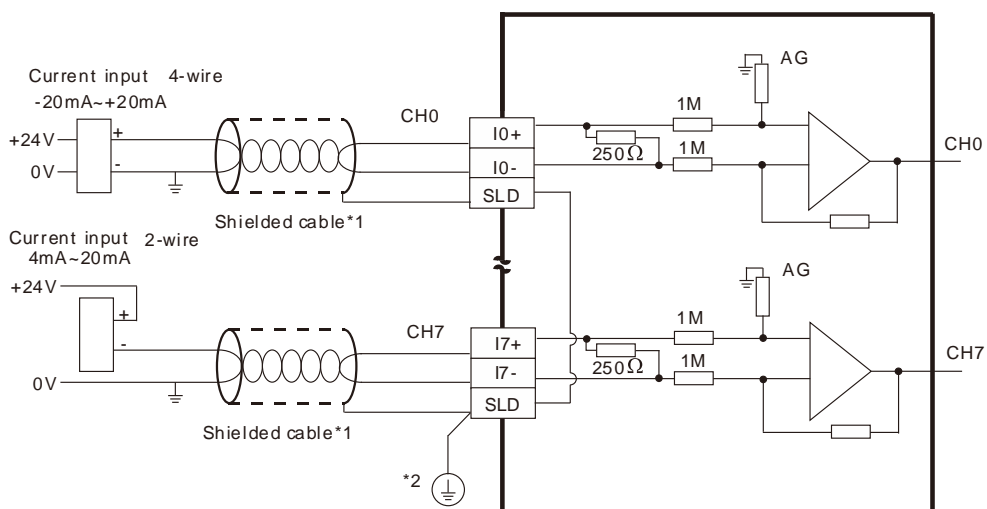 Current input 4-wire
-20mA~+20mA
+24V
0V
+
-
Shielded cable*1
CH0
I0+
I0-
SLD
250Ω
1M
1M
AG
CH0
Current input 2-wire
4mA~20mA
+24V
0V
+
-
Shielded cable*1
CH7
I7+
I7-
SLD
*2
250Ω
1M
1M
AG
CH7